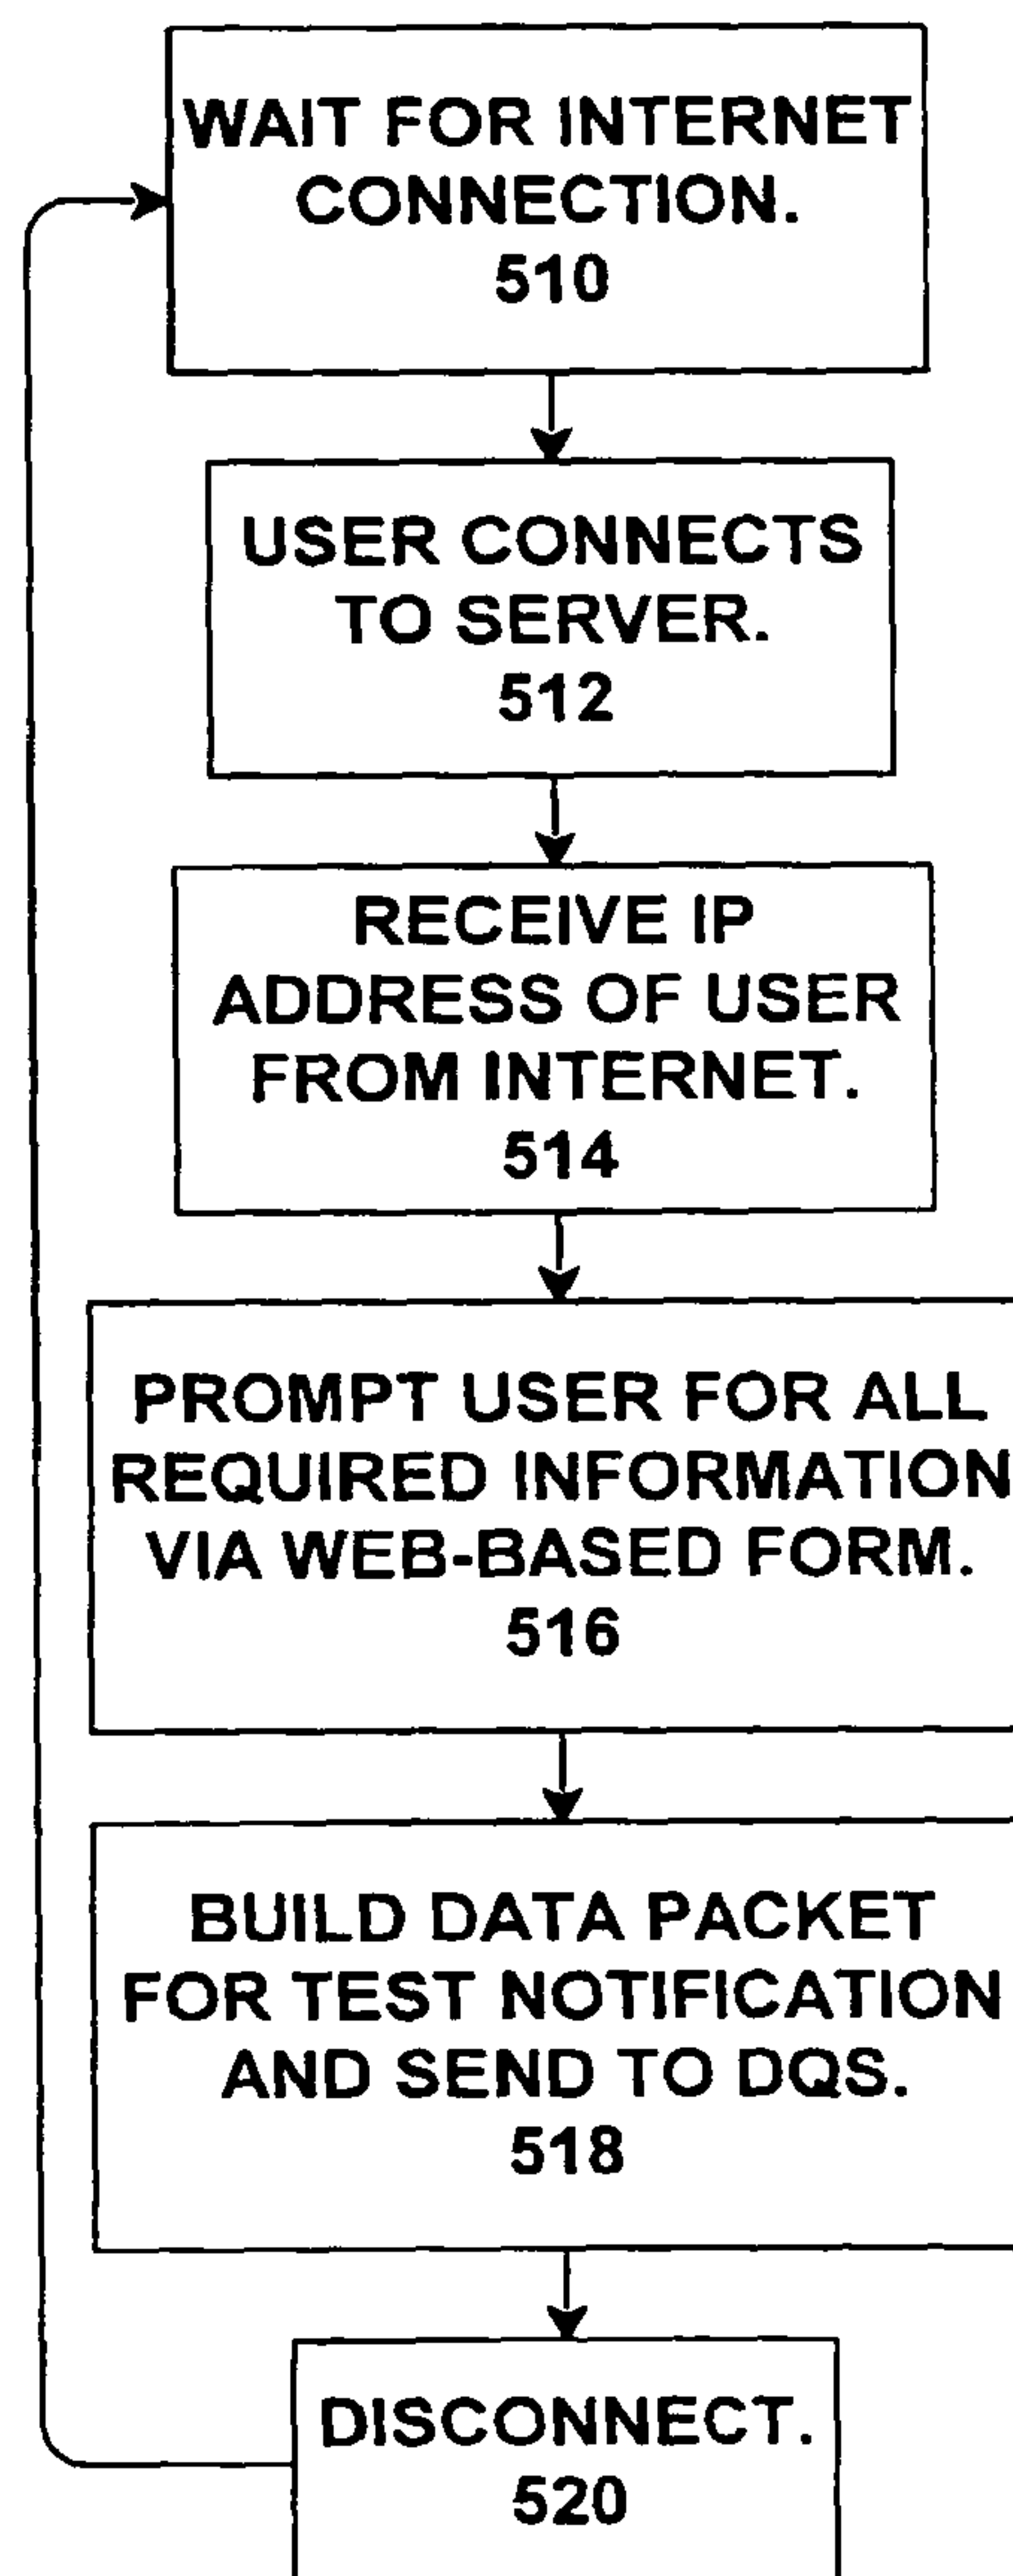 WAIT FOR INTERNET
CONNECTION.
510
USER CONNECTS
TO SERVER.
512
RECEIVE IP
ADDRESS OF USER
FROM INTERNET.
514
PROMPT USER FOR ALL
REQUIRED INFORMATION
VIA WEB-BASED FORM.
516
BUILD DATA PACKET
FOR TEST NOTIFICATION
AND SEND TO DQS.
518
DISCONNECT.
520